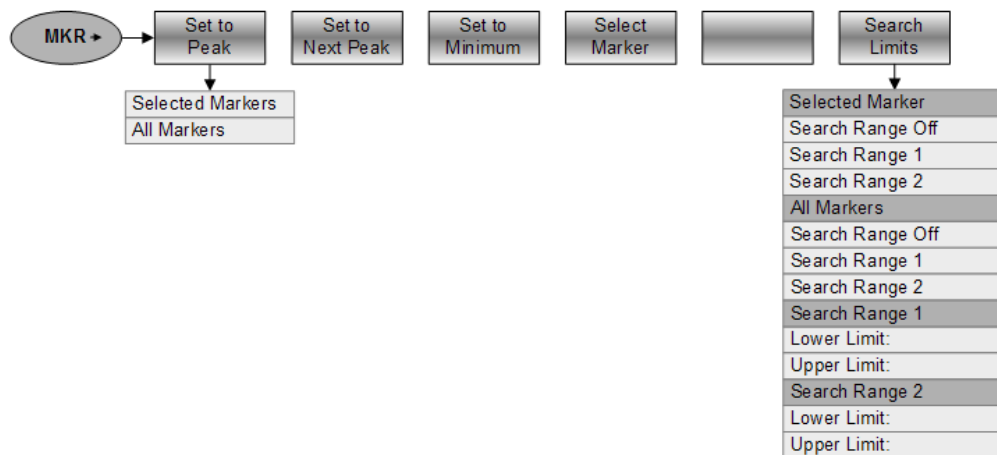 MKR
Set to
Peak
Set to
Next Peak
Set to
Minimum
Select
Marker
Search
Limits
Selected Markers
All Markers
Selected Marker
Search Range Off
Search Range 1
Search Range 2
All Markers
Search Range Off
Search Range 1
Search Range 2
Search Range 1
Lower Limit:
Upper Limit:
Search Range 2
Lower Limit:
Upper Limit: